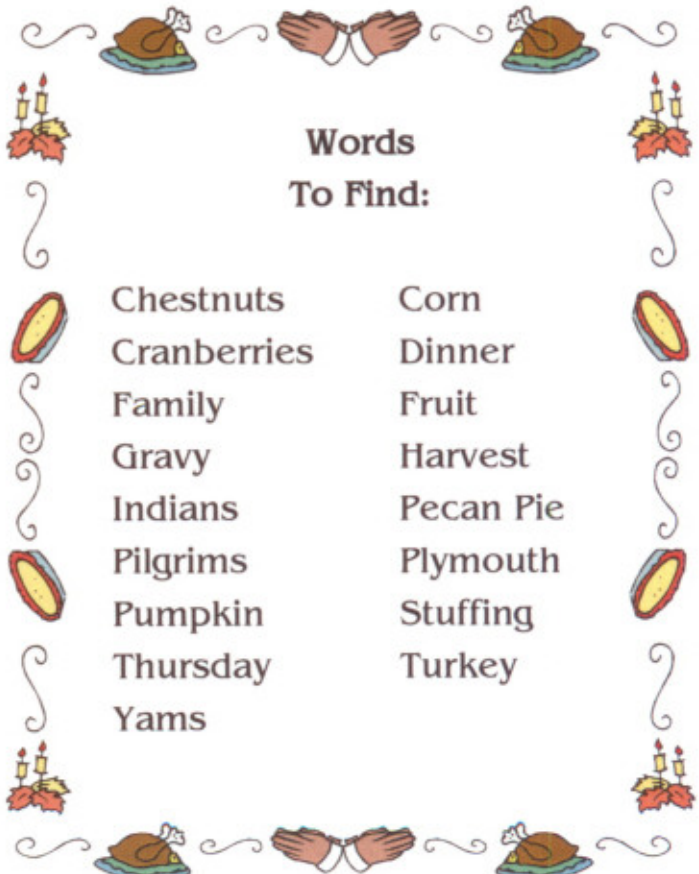 Words
To Find:
Chestnuts
Cranberries
Family
Gravy
Indians
Pilgrims
Pumpkin
Thursday
Yams
Corn
Dinner
Fruit
Harvest
Pecan Pie
Plymouth
Stuffing
Turkey